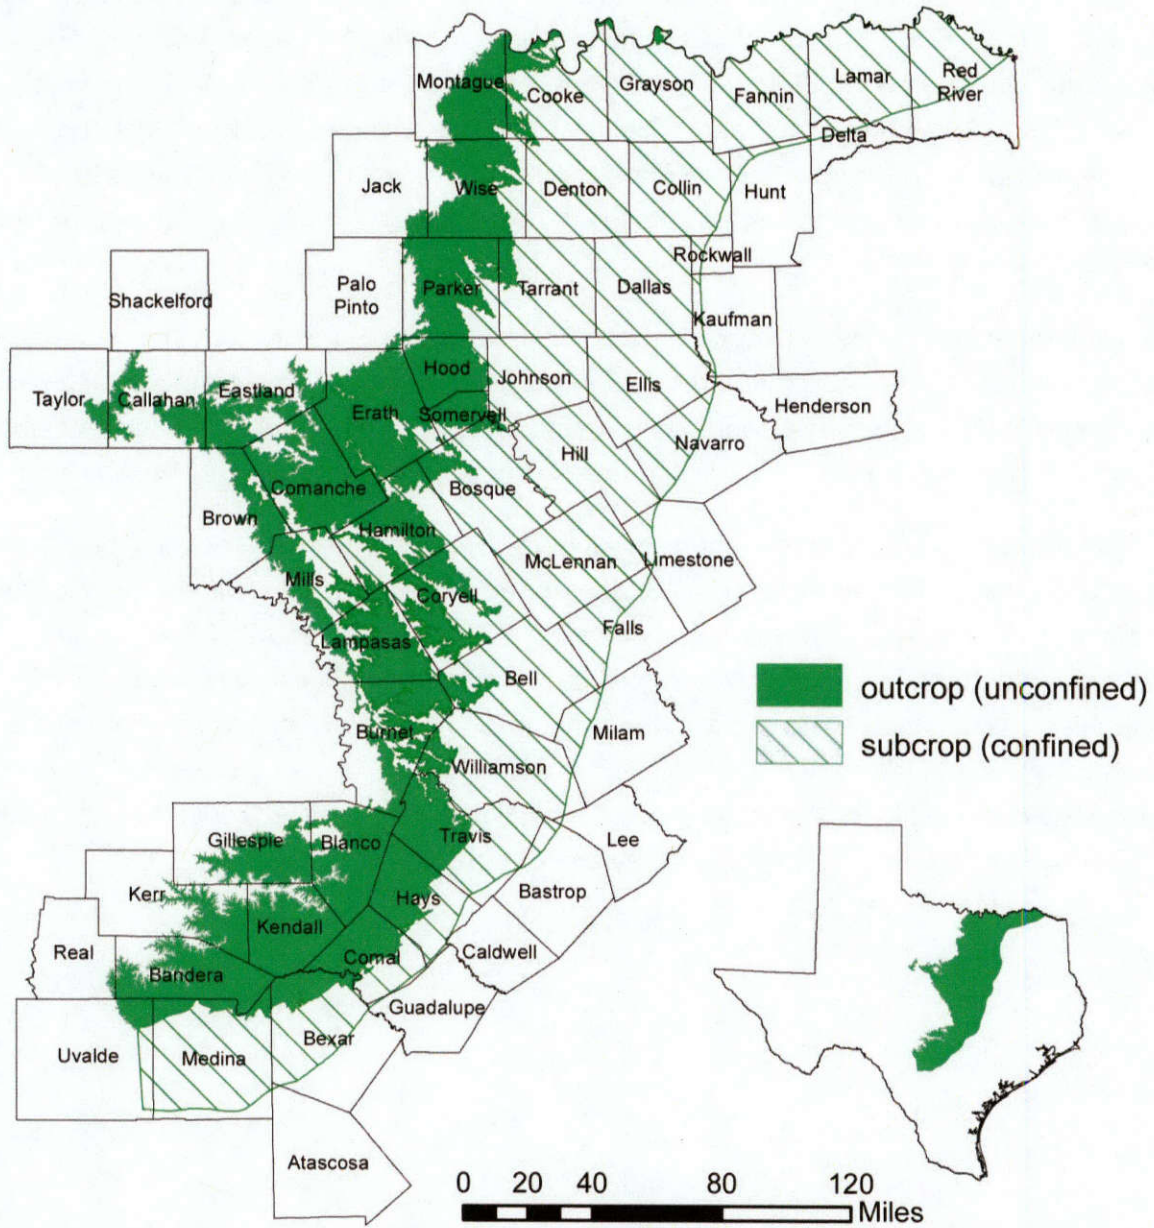 Montague
Cooke
Grayson
Fannin
Lamar
Red
River
Delta
Jack
Wise
Denton
Collin
Hunt
Rockwall
Shackelford
Palo
Pinto
Parker
Tarrant
Dallas
Kaufman
Taylor
Callahan
Eastland
Erath
Hood
Somervell
Johnson
Ellis
Henderson
Navarro
Hill
Bosque
Comanche
Brown
Hamilton
McLennan
Limestone
Mills
Coryell
Falls
Lampasas
Bell
Milam
Burnet
Williamson
outcrop (unconfined)
subcrop (confined)
Gillespie
Blanco
Travis
Lee
Kerr
Hays
Bastrop
Kendall
Real
Bandera
Comal
Caldwell
Guadalupe
Uvalde
Medina
Bexar
Atascosa
0 20 40 80 120
Miles